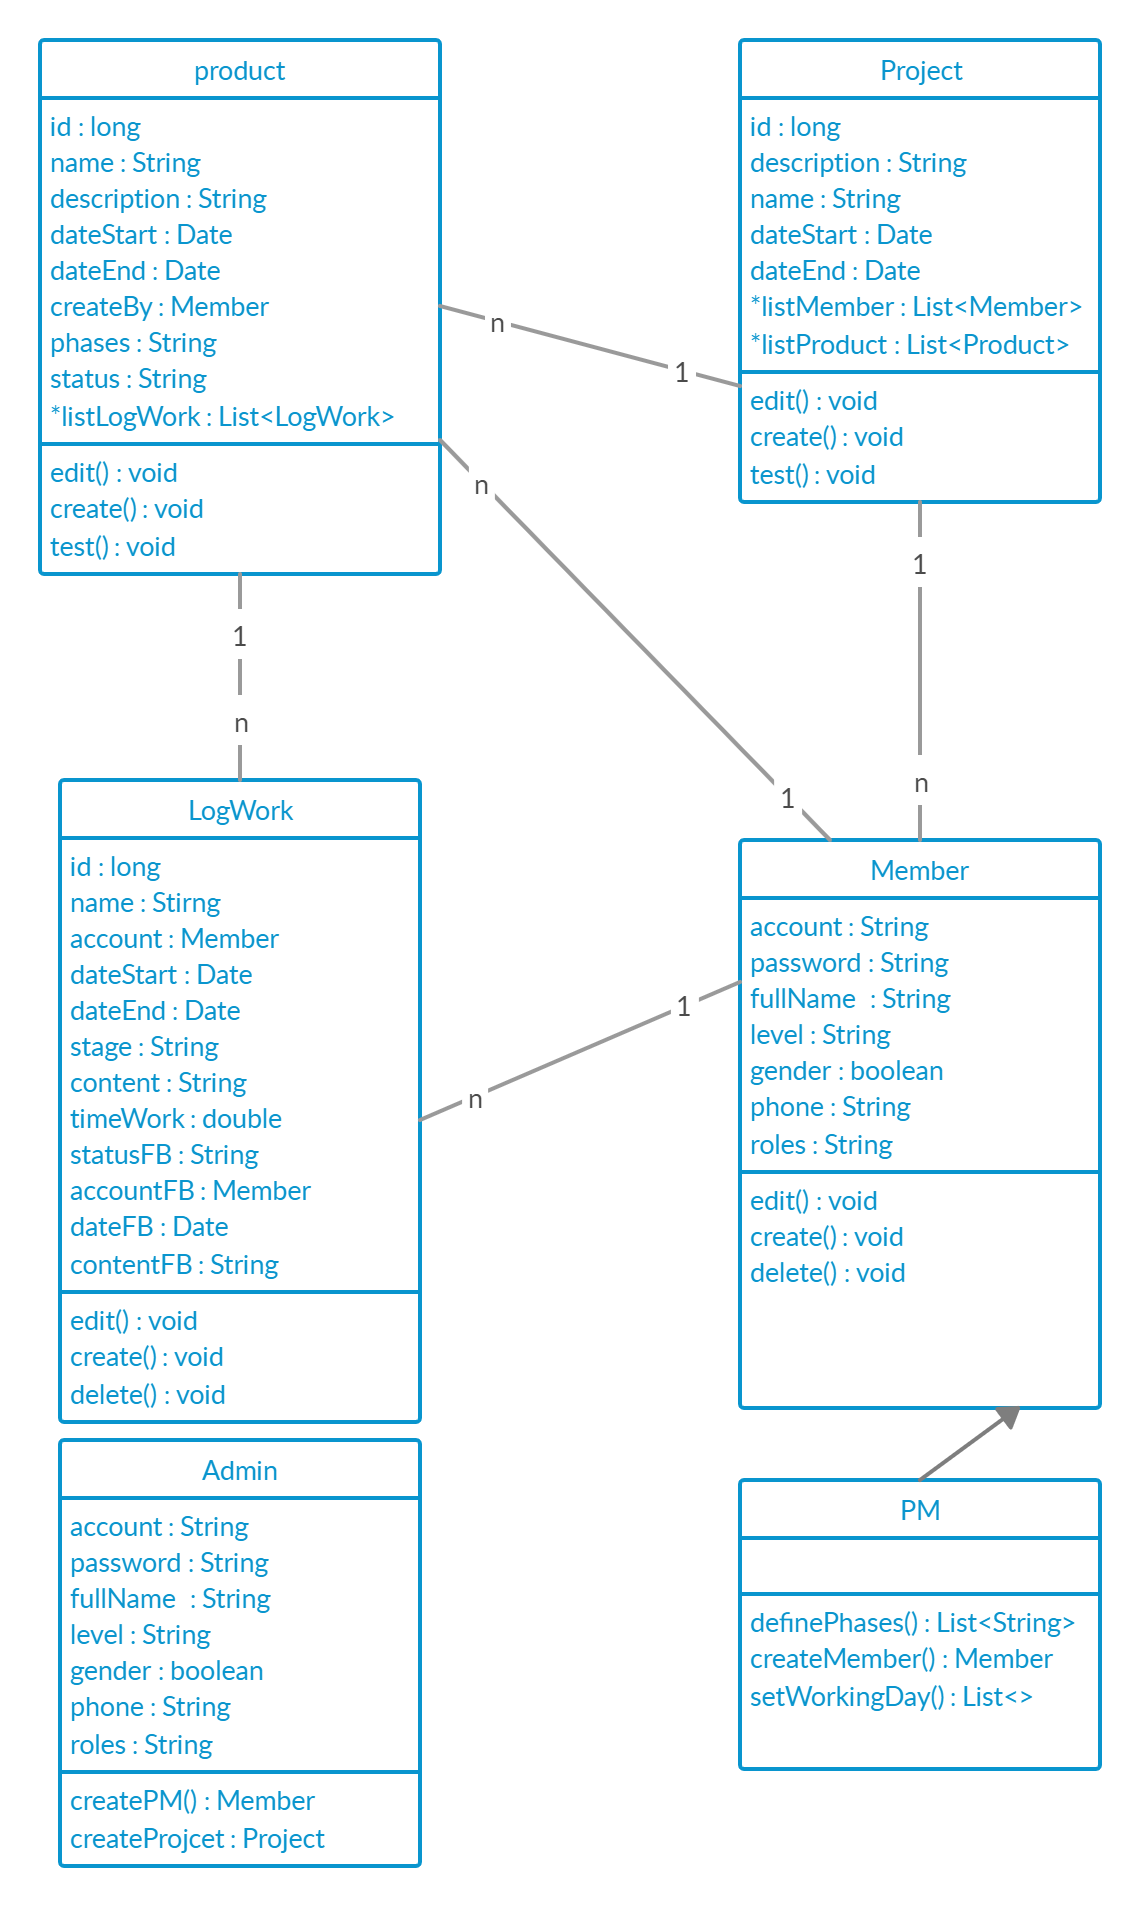 product
id : long
name : String
description : String
dateStart : Date
dateEnd : Date
createBy : Member
phases : String
status : String
*listLogWork : List<LogWork>
edit() : void
create() : void
test() : void
Project
id : long
description : String
name : String
dateStart : Date
dateEnd : Date
*listMember : List<Member>
*listProduct : List<Product>
edit() : void
create() : void
test() : void
n
1
n
1
1
n
1
n
LogWork
id : long
name : Stirng
account : Member
dateStart : Date
dateEnd : Date
stage : String
content : String
timeWork : double
statusFB : String
accountFB : Member
dateFB : Date
contentFB : String
edit() : void
create() : void
delete() : void
1
n
Member
account : String
password : String
fullName : String
level : String
gender : boolean
phone : String
roles : String
edit() : void
create() : void
delete() : void
Admin
account : String
password : String
fullName : String
level : String
gender : boolean
phone : String
roles : String
createPM() : Member
createProjcet : Project
PM
definePhases() : List<String>
createMember() : Member
setWorkingDay() : List<>